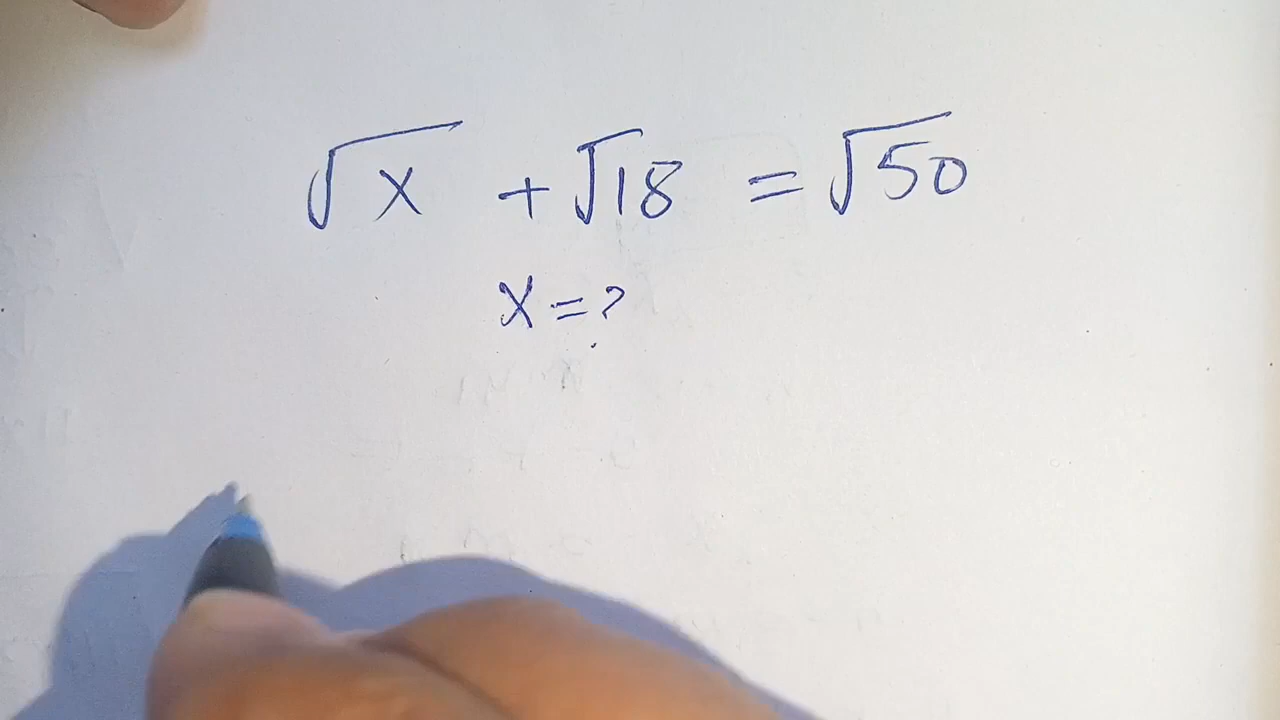 √x + √18 = √50
x = ?